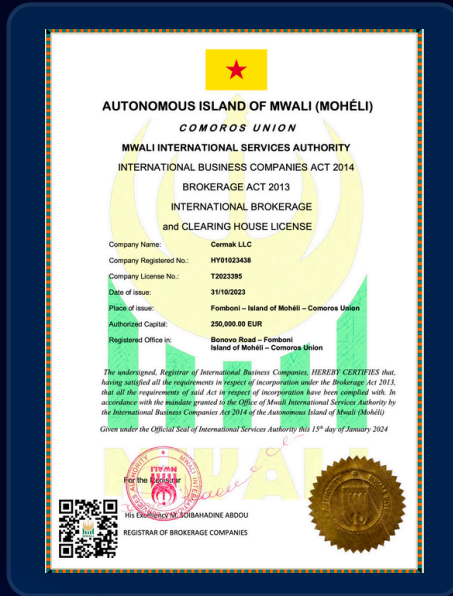 AUTONOMOUS ISLAND OF MWALI (MOHÉLI)
COMOROS UNION
MWALI INTERNATIONAL SERVICES AUTHORITY
INTERNATIONAL BUSINESS COMPANIES ACT 2014
BROKERAGE ACT 2013
INTERNATIONAL BROKERAGE
and CLEARING HOUSE LICENSE
Company Name: Cermak LLC
Company Registered No.: HY01023438
Company License No.: T2023395
Date of issue: 31/10/2023
Place of issue: Fomboni – Island of Mohéli – Comoros Union
Authorized Capital: 250,000.00 EUR
Registered Office in: Bonovo Road – Fomboni
Island of Mohéli – Comoros Union
The undersigned, Registrar of International Business Companies, HEREBY CERTIFIES that,
having satisfied all the requirements in respect of incorporation under the Brokerage Act 2013,
that all the requirements of said Act in respect of incorporation have been complied with. In
accordance with the mandate granted to the Office of Mwali International Services Authority by
the International Business Companies Act 2014 of the Autonomous Island of Mwali (Mohéli)
Given under the Official Seal of International Services Authority this 15th day of January 2024
MWALI
For the Registrar
His Excellency M. SOIBAHADINE ABDOU
REGISTRAR OF BROKERAGE COMPANIES